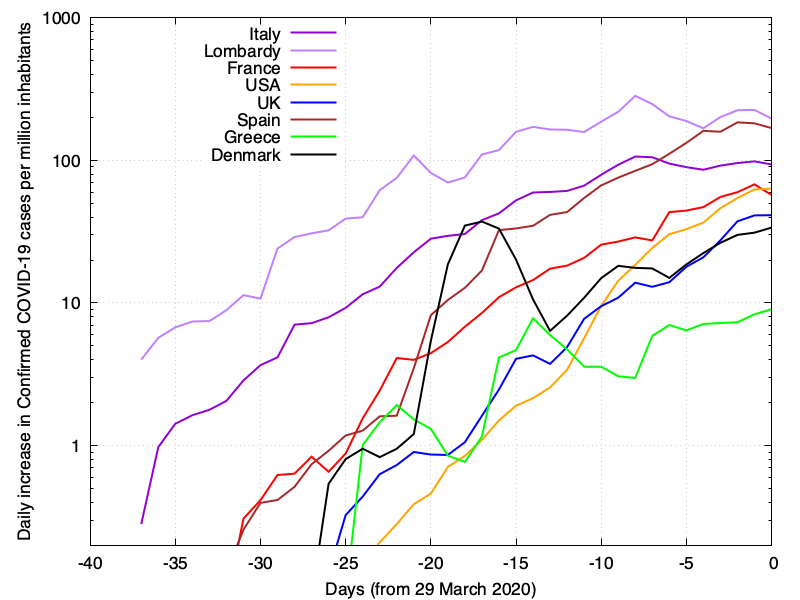 Daily increase in Confirmed COVID-19 cases per million inhabitants
1000
100
10
1
Italy
Lombardy
France
USA
UK
Spain
Greece
Denmark
-40 -35 -30 -25 -20 -15 -10 -5 0
Days (from 29 March 2020)